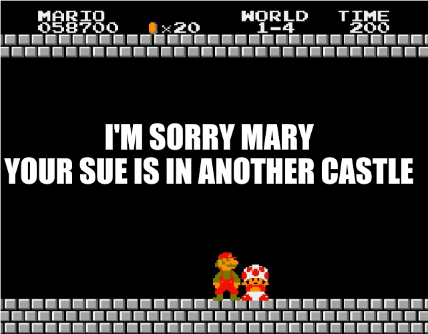 MARIO WORLD TIME
058700 ×20 1-4 200
I'M SORRY MARY
YOUR SUE IS IN ANOTHER CASTLE